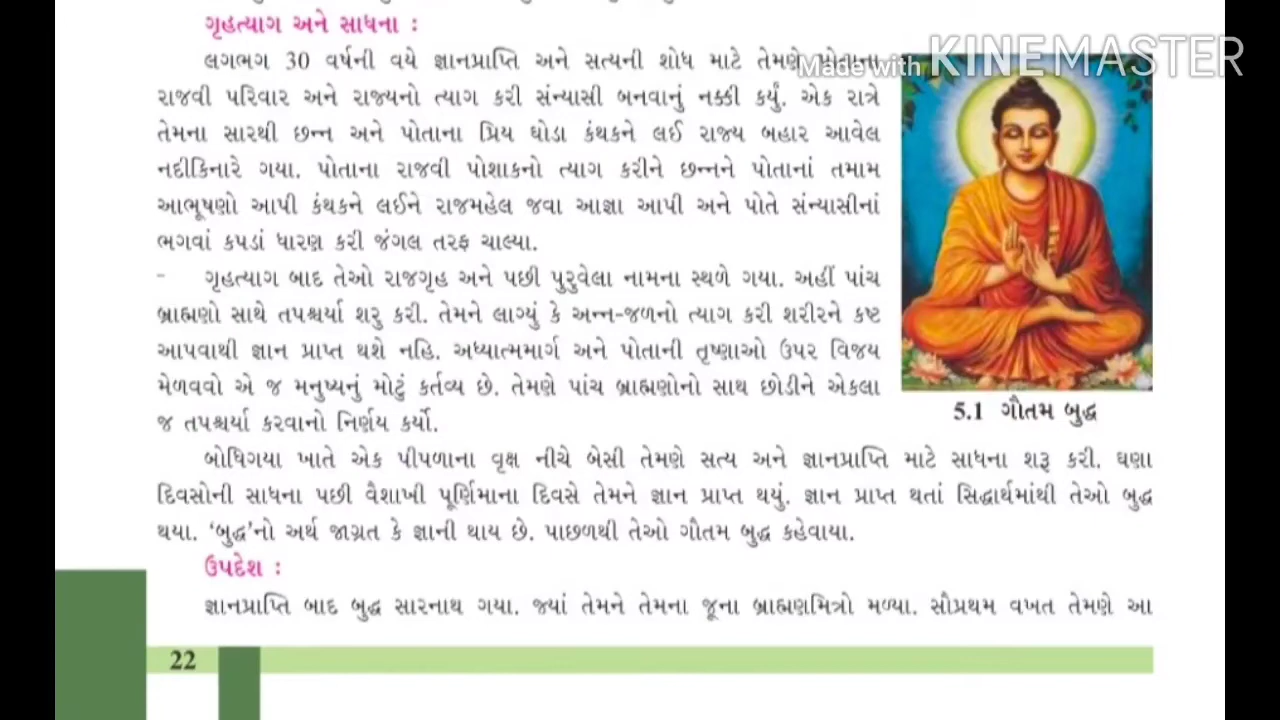 ગૃહત્યાગ અને સાધના :
લગભગ 30 વર્ષની વયે જ્ઞાનપ્રાપ્તિ અને સત્યની શોધ માટે તેમણે પોતાના
Made with KINEMASTER
રાજવી પરિવાર અને રાજ્યનો ત્યાગ કરી સંન્યાસી બનવાનું નક્કી કર્યું. એક રાત્રે
તેમના સારથી છન્ન અને પોતાના પ્રિય ઘોડા કંથકને લઈ રાજ્ય બહાર આવેલ
નદીકિનારે ગયા. પોતાના રાજવી પોશાકનો ત્યાગ કરીને છન્નને પોતાનાં તમામ
આભૂષણો આપી કંથકને લઈને રાજમહેલ જવા આજ્ઞા આપી અને પોતે સંન્યાસીનાં
ભગવાં કપડાં ધારણ કરી જંગલ તરફ ચાલ્યા.
- ગૃહત્યાગ બાદ તેઓ રાજગૃહ અને પછી પુરુવેલા નામના સ્થળે ગયા. અહીં પાંચ
બ્રાહ્મણો સાથે તપશ્ચર્યા શરુ કરી. તેમને લાગ્યું કે અન્ન-જળનો ત્યાગ કરી શરીરને કષ્ટ
આપવાથી જ્ઞાન પ્રાપ્ત થશે નહિ. અધ્યાત્મમાર્ગ અને પોતાની તૃષ્ણાઓ ઉપર વિજય
મેળવવો એ જ મનુષ્યનું મોટું કર્તવ્ય છે. તેમણે પાંચ બ્રાહ્મણોનો સાથ છોડીને એકલા
જ તપશ્ચર્યા કરવાનો નિર્ણય કર્યો.
5.1 ગૌતમ બુદ્ધ
બોધિગયા ખાતે એક પીપળાના વૃક્ષ નીચે બેસી તેમણે સત્ય અને જ્ઞાનપ્રાપ્તિ માટે સાધના શરૂ કરી. ઘણા
દિવસોની સાધના પછી વૈશાખી પૂર્ણિમાના દિવસે તેમને જ્ઞાન પ્રાપ્ત થયું. જ્ઞાન પ્રાપ્ત થતાં સિદ્ધાર્થમાંથી તેઓ બુદ્ધ
થયા. ‘બુદ્ધ’નો અર્થ જાગ્રત કે જ્ઞાની થાય છે. પાછળથી તેઓ ગૌતમ બુદ્ધ કહેવાયા.
ઉપદેશ :
જ્ઞાનપ્રાપ્તિ બાદ બુદ્ધ સારનાથ ગયા. જ્યાં તેમને તેમના જૂના બ્રાહ્મણમિત્રો મળ્યા. સૌપ્રથમ વખત તેમણે આ
22